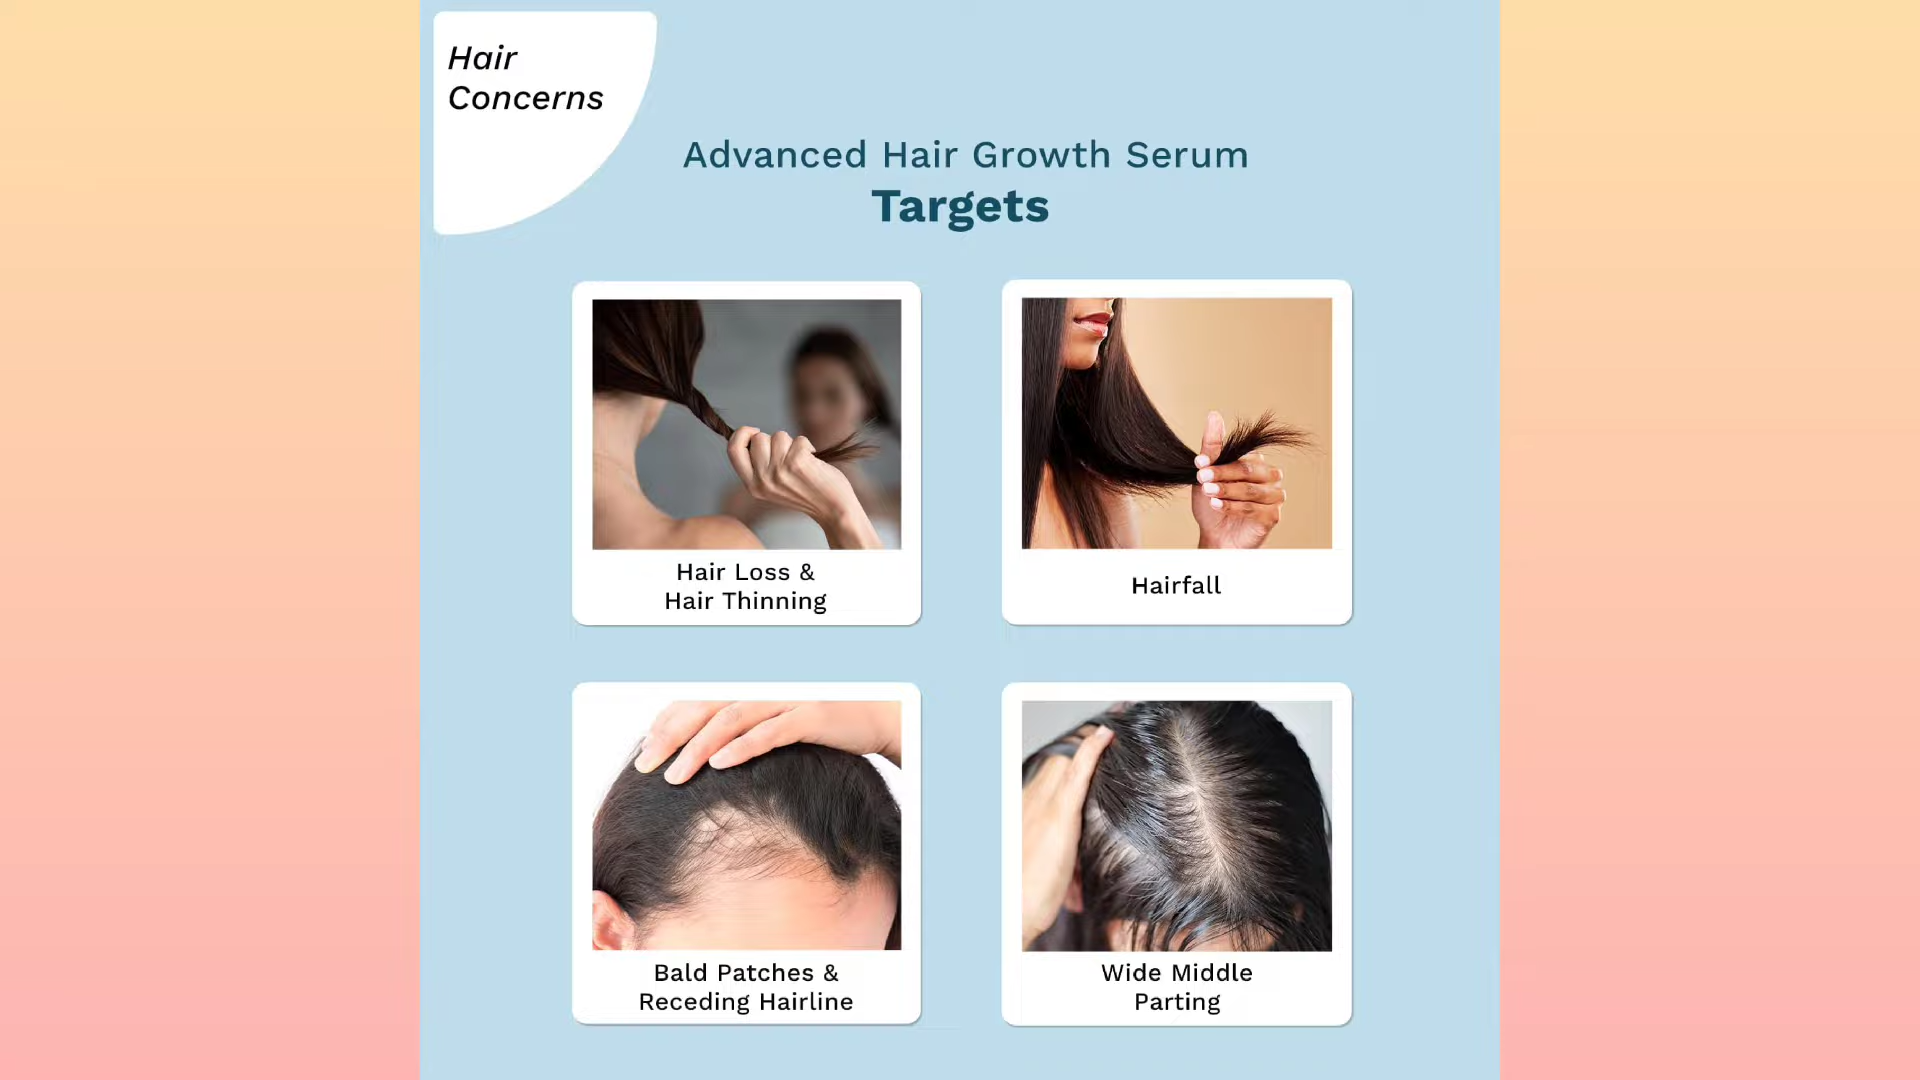 Hair
Concerns
Advanced Hair Growth Serum
Targets
Hair Loss &
Hair Thinning
Hairfall
Bald Patches &
Receding Hairline
Wide Middle
Parting